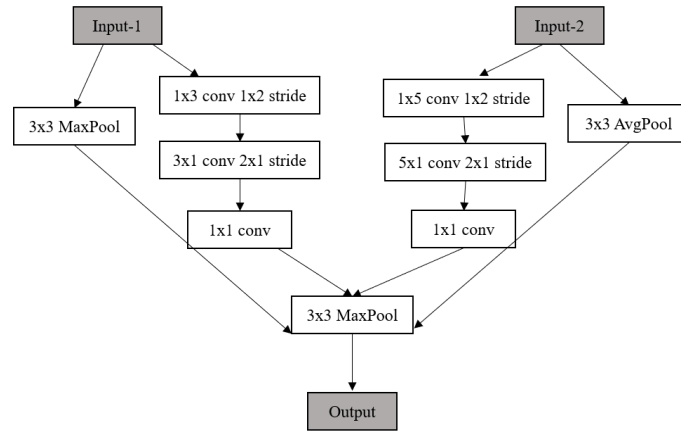 Input-1
Input-2
1x3 conv 1x2 stride
1x5 conv 1x2 stride
3x3 MaxPool
3x3 AvgPool
3x1 conv 2x1 stride
5x1 conv 2x1 stride
1x1 conv
1x1 conv
3x3 MaxPool
Output